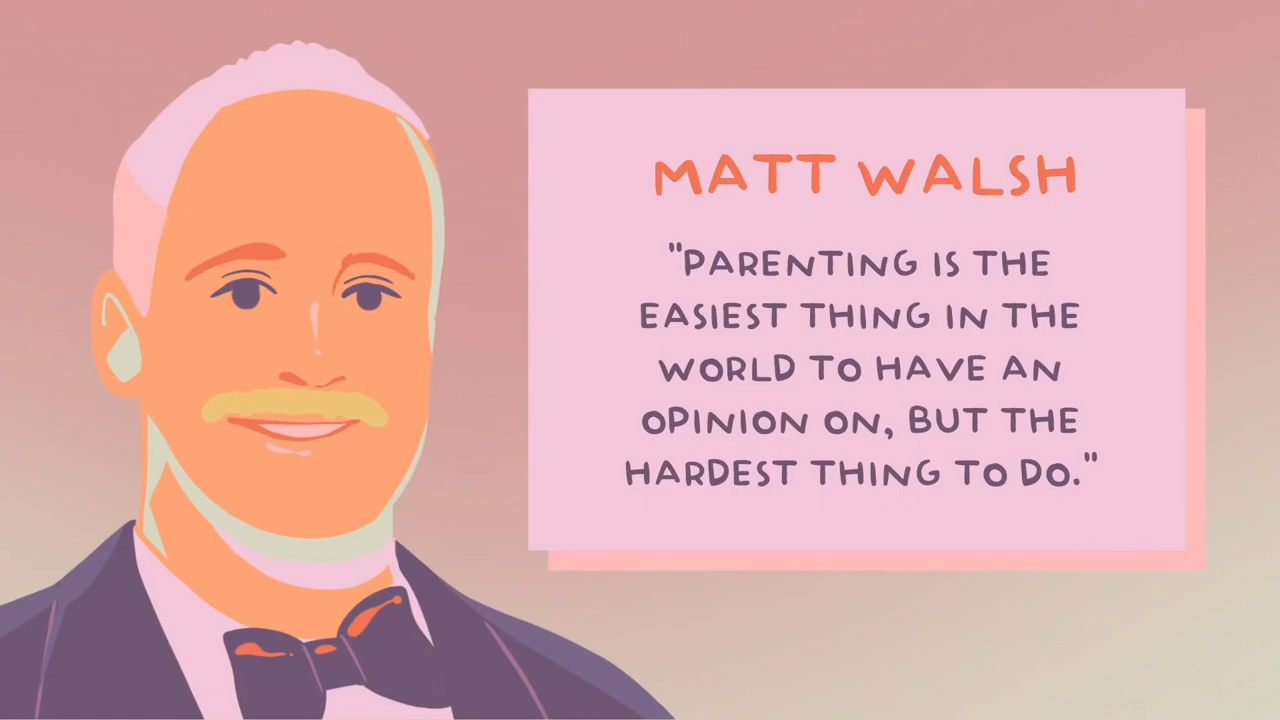 MATT WALSH
"PARENTING IS THE
EASIEST THING IN THE
WORLD TO HAVE AN
OPINION ON, BUT THE
HARDEST THING TO DO."